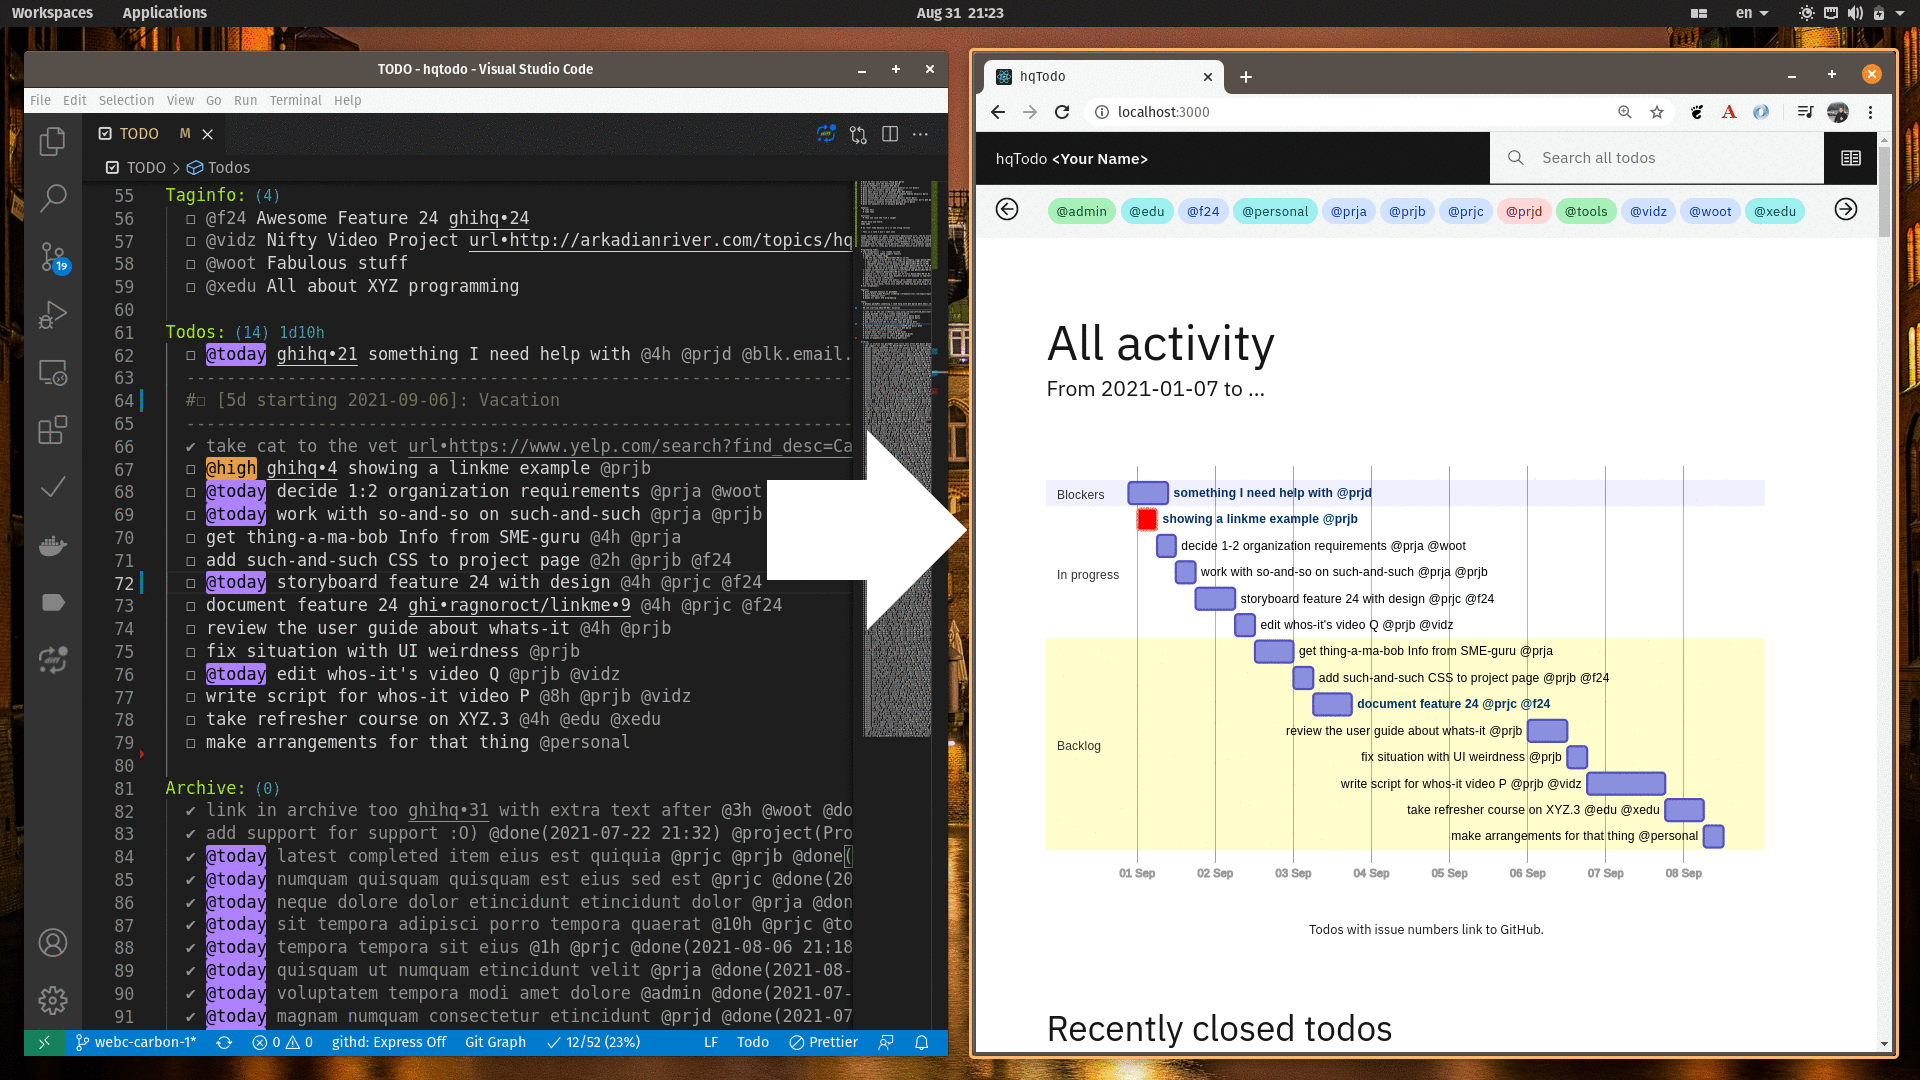 Workspaces Applications Aug 31 21:23 en
TODO - hqtodo - Visual Studio Code
File Edit Selection View Go Run Terminal Help
TODO M
TODO > Todos
19
55 Taginfo: (4)
56 ☐ @f24 Awesome Feature 24 ghihq•24
57 ☐ @vidz Nifty Video Project url•http://arkadianriver.com/topics/hq
58 ☐ @woot Fabulous stuff
59 ☐ @xedu All about XYZ programming
60
61 Todos: (14) 1d10h
62 ☐ @today ghihq•21 something I need help with @4h @prjd @blk.email.
63 ------------------------------------------------------------------
64 #☐ [5d starting 2021-09-06]: Vacation
65 ------------------------------------------------------------------
66 ✔ take cat to the vet url•https://www.yelp.com/search?find_desc=Ca
67 ☐ @high ghihq•4 showing a linkme example @prjb
68 ☐ @today decide 1:2 organization requirements @prja @woot
69 ☐ @today work with so-and-so on such-and-such @prja @prjb
70 ☐ get thing-a-ma-bob Info from SME-guru @4h @prja
71 ☐ add such-and-such CSS to project page @2h @prjb @f24
72 ☐ @today storyboard feature 24 with design @4h @prjc @f24
73 ☐ document feature 24 ghi•ragnoroct/linkme•9 @4h @prjc @f24
74 ☐ review the user guide about whats-it @4h @prjb
75 ☐ fix situation with UI weirdness @prjb
76 ☐ @today edit whos-it's video Q @prjb @vidz
77 ☐ write script for whos-it video P @8h @prjb @vidz
78 ☐ take refresher course on XYZ.3 @4h @edu @xedu
79 ☐ make arrangements for that thing @personal
80
81 Archive: (0)
82 ✔ link in archive too ghihq•31 with extra text after @3h @woot @do
83 ✔ add support for support :O) @done(2021-07-22 21:32) @project(Pro
84 ✔ @today latest completed item eius est quiquia @prjc @prjb @done(
85 ✔ @today numquam quisquam quisquam est eius sed est @prjc @done(20
86 ✔ @today neque dolore dolor etincidunt etincidunt dolor @prja @don
87 ✔ @today sit tempora adipisci porro tempora quaerat @10h @prjc @to
88 ✔ @today tempora tempora sit eius @1h @prjc @done(2021-08-06 21:18
89 ✔ @today quisquam ut numquam etincidunt velit @prja @done(2021-08-
90 ✔ @today voluptatem tempora modi amet dolore @admin @done(2021-07-
91 ✔ @today magnam numquam consectetur etincidunt @prjd @done(2021-07
webc-carbon-1* 0 0 githd: Express Off Git Graph 12/52 (23%) LF Todo Prettier
hqTodo
localhost:3000
hqTodo <Your Name> Search all todos
@admin @edu @f24 @personal @prja @prjb @prjc @prjd @tools @vidz @woot @xedu
All activity
From 2021-01-07 to ...
Blockers something I need help with @prjd
showing a linkme example @prjb
decide 1-2 organization requirements @prja @woot
In progress work with so-and-so on such-and-such @prja @prjb
storyboard feature 24 with design @prjc @f24
edit whos-it's video Q @prjb @vidz
get thing-a-ma-bob Info from SME-guru @prja
add such-and-such CSS to project page @prjb @f24
document feature 24 @prjc @f24
review the user guide about whats-it @prjb
Backlog fix situation with UI weirdness @prjb
write script for whos-it video P @prjb @vidz
take refresher course on XYZ.3 @edu @xedu
make arrangements for that thing @personal
01 Sep 02 Sep 03 Sep 04 Sep 05 Sep 06 Sep 07 Sep 08 Sep
Todos with issue numbers link to GitHub.
Recently closed todos